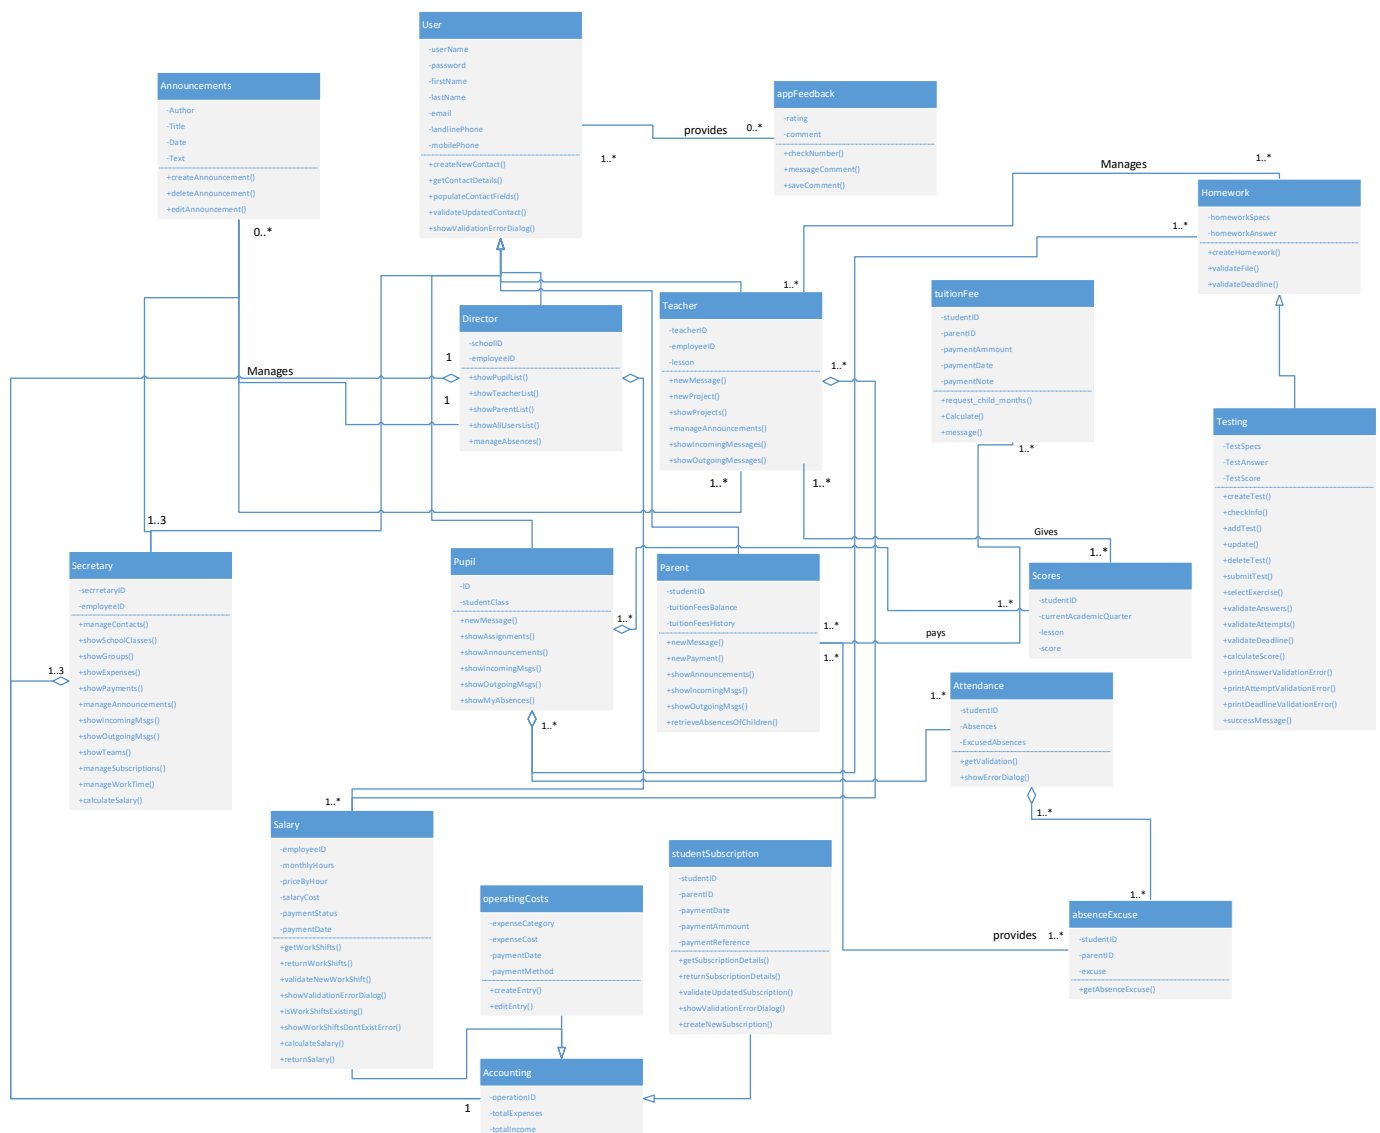 User
-userName
-password
-firstName
-lastName
-email
-landlinePhone
-mobilePhone
+createNewContact()
+getContactDetails()
+populateContactFields()
+validateUpdatedContact()
+showValidationErrorDialog()
Announcements
-Author
-Title
-Date
-Text
+createAnnouncement()
+deleteAnnouncement()
+editAnnouncement()
0..*
appFeedback
-rating
-comment
+checkNumber()
+messageComment()
+saveComment()
provides
0..*
1..*
Manages
1..*
Homework
-homeworkSpecs
-homeworkAnswer
+createHomework()
+validateFile()
+validateDeadline()
1..*
1..*
Director
-schoolID
-employeeID
+showPupilList()
+showTeacherList()
+showParentList()
+showAllUsersList()
+manageAbsences()
1
Manages
1
Teacher
-teacherID
-employeeID
-lesson
+newMessage()
+newProject()
+showProjects()
+manageAnnouncements()
+showIncomingMessages()
+showOutgoingMessages()
1..*
1..*
1..*
tuitionFee
-studentID
-parentID
-paymentAmmount
-paymentDate
-paymentNote
+request_child_months()
+Calculate()
+message()
1..*
Testing
-TestSpecs
-TestAnswer
-TestScore
+createTest()
+checkInfo()
+addTest()
+update()
+deleteTest()
+submitTest()
+selectExercise()
+validateAnswers()
+validateAttempts()
+validateDeadline()
+calculateScore()
+printAnswerValidationError()
+printAttemptValidationError()
+printDeadlineValidationError()
+successMessage()
1..3
Secretary
-secrretaryID
-employeeID
+manageContacts()
+showSchoolClasses()
+showGroups()
+showExpenses()
+showPayments()
+manageAnnouncements()
+showIncomingMsgs()
+showOutgoingMsgs()
+showTeams()
+manageSubscriptions()
+manageWorkTime()
+calculateSalary()
1..3
Pupil
-ID
-studentClass
+newMessage()
+showAssignments()
+showAnnouncements()
+showIncomingMsgs()
+showOutgoingMsgs()
+showMyAbsences()
1..*
1..*
Parent
-studentID
-tuitionFeesBalance
-tuitionFeesHistory
+newMessage()
+newPayment()
+showAnnouncements()
+showIncomingMsgs()
+showOutgoingMsgs()
+retrieveAbsencesOfChildren()
1..*
1..*
pays
Gives
1..*
Scores
-studentID
-currentAcademicQuarter
-lesson
-score
1..*
Attendance
-studentID
-Absences
-ExcusedAbsences
+getValidation()
+showErrorDialog()
1..*
1..*
1..*
absenceExcuse
-studentID
-parentID
-excuse
+getAbsenceExcuse()
provides
1..*
1..*
Salary
-employeeID
-monthlyHours
-priceByHour
-salaryCost
-paymentStatus
-paymentDate
+getWorkShifts()
+returnWorkShifts()
+validateNewWorkShift()
+showValidationErrorDialog()
+isWorkShiftsExisting()
+showWorkShiftsDontExistError()
+calculateSalary()
+returnSalary()
operatingCosts
-expenseCategory
-expenseCost
-paymentDate
-paymentMethod
+createEntry()
+editEntry()
studentSubscription
-studentID
-parentID
-paymentDate
-paymentAmmount
-paymentReference
+getSubscriptionDetails()
+returnSubscriptionDetails()
+validateUpdatedSubscription()
+showValidationErrorDialog()
+createNewSubscription()
Accounting
-operationID
-totalExpenses
-totalIncome
1